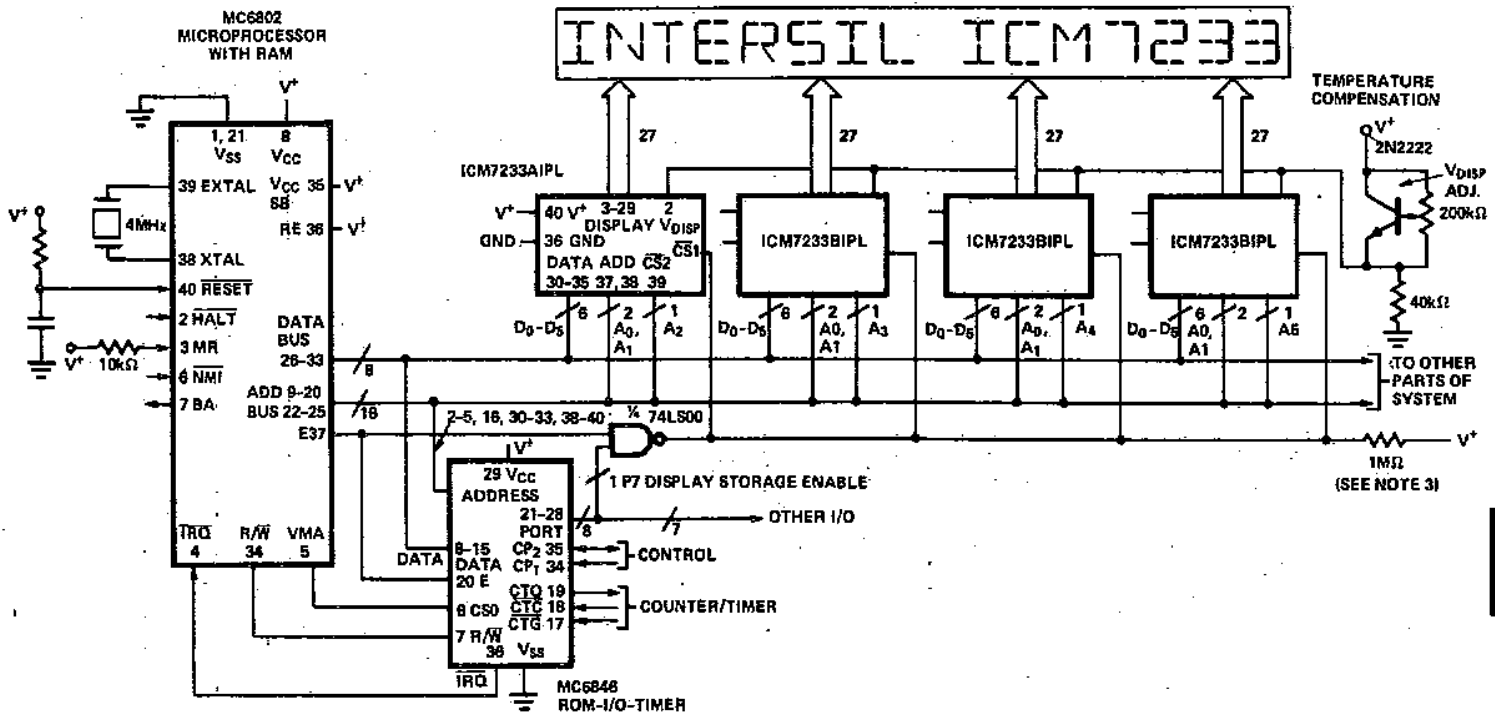 MC6802
MICROPROCESSOR
WITH RAM
V+
1, 21
VSS
8
VCC
39 EXTAL
VCC
SB
35
V+
RE 36
V+
V+
4MHz
38 XTAL
40 RESET
2 HALT
DATA
BUS
26-33
8
V+
10kΩ
3 MR
6 NMI
7 BA
ADD 9-20
BUS 22-25
16
E37
IRQ
4
R/W
34
VMA
5
INTERSIL ICM7233
27
27
27
27
ICM7233AIPL
V+
40 V+
3-29
2
DISPLAY VDISP
GND
36 GND
CS1
DATA ADD CS2
30-35 37, 38 39
ICM7233BIPL
ICM7233BIPL
ICM7233BIPL
D0-D5
6
2
A0,
A1
1
A2
D0-D5
6
2
A0,
A1
1
A3
D0-D5
6
2
A0,
A1
1
A4
D0-D5
6
A0,
A1
2
1
TEMPERATURE
COMPENSATION
V+
2N2222
VDISP
ADJ.
200kΩ
40kΩ
TO OTHER
PARTS OF
SYSTEM
2-5, 16, 30-33, 38-40
¼ 74LS00
V+
1MΩ
(SEE NOTE 3)
V+
29 VCC
ADDRESS
1 P7 DISPLAY STORAGE ENABLE
21-28
PORT
8
7
OTHER I/O
DATA
8-15
DATA
CP2 35
CP1 34
CONTROL
20 E
CTO 19
CTC 18
CTG 17
COUNTER/TIMER
6 CS0
7 R/W
36
VSS
IRQ
MC6846
ROM-I/O-TIMER